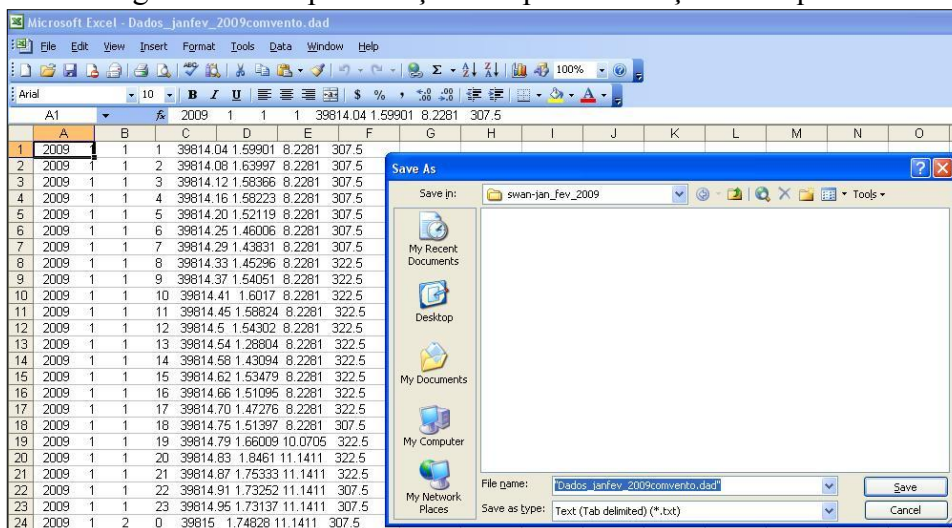 Microsoft Excel - Dados_janfev_2009comvento.dad
File Edit View Insert Format Tools Data Window Help
100%
Arial 10 B I U $ %
A1 fx 2009 1 1 1 39814.04 1.59901 8.2281 307.5
A B C D E F G H I J K L M N O
1 2009 1 1 1 39814.04 1.59901 8.2281 307.5
2 2009 1 1 2 39814.08 1.63997 8.2281 307.5
3 2009 1 1 3 39814.12 1.58366 8.2281 307.5
4 2009 1 1 4 39814.16 1.58223 8.2281 307.5
5 2009 1 1 5 39814.20 1.52119 8.2281 307.5
6 2009 1 1 6 39814.25 1.46006 8.2281 307.5
7 2009 1 1 7 39814.29 1.43831 8.2281 307.5
8 2009 1 1 8 39814.33 1.45296 8.2281 322.5
9 2009 1 1 9 39814.37 1.54051 8.2281 322.5
10 2009 1 1 10 39814.41 1.6017 8.2281 322.5
11 2009 1 1 11 39814.45 1.58824 8.2281 322.5
12 2009 1 1 12 39814.5 1.54302 8.2281 322.5
13 2009 1 1 13 39814.54 1.28804 8.2281 322.5
14 2009 1 1 14 39814.58 1.43094 8.2281 322.5
15 2009 1 1 15 39814.62 1.53479 8.2281 322.5
16 2009 1 1 16 39814.66 1.51095 8.2281 322.5
17 2009 1 1 17 39814.70 1.47276 8.2281 322.5
18 2009 1 1 18 39814.75 1.51397 8.2281 307.5
19 2009 1 1 19 39814.79 1.66009 10.0705 322.5
20 2009 1 1 20 39814.83 1.8461 11.1411 322.5
21 2009 1 1 21 39814.87 1.75333 11.1411 322.5
22 2009 1 1 22 39814.91 1.73252 11.1411 307.5
23 2009 1 1 23 39814.95 1.73137 11.1411 307.5
24 2009 1 2 0 39815 1.74828 11.1411 307.5
Save As
Save in: swan-jan_fev_2009 Tools
My Recent Documents
Desktop
My Documents
My Computer
My Network Places
File name: "Dados_janfev_2009comvento.dad" Save
Save as type: Text (Tab delimited) (*.txt) Cancel